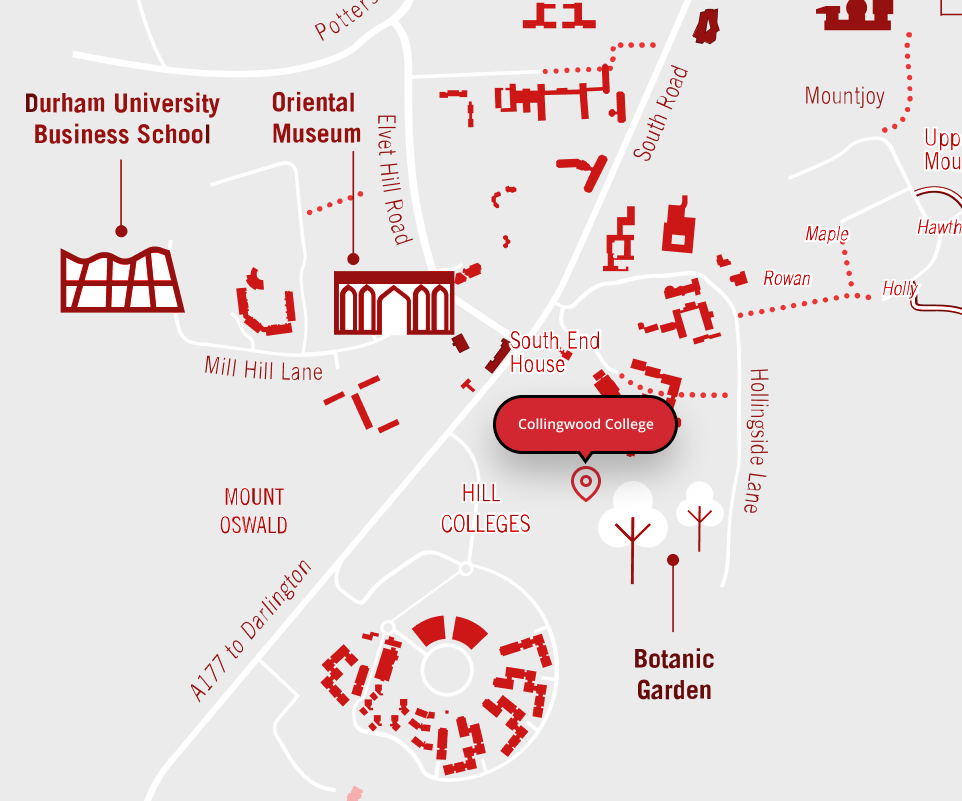 Potters
Durham University
Business School
Oriental
Museum
Elvet Hill Road
South Road
Mountjoy
Upp
Mou
Maple
Hawth
Rowan
Holly
South End
House
Mill Hill Lane
Hollingside Lane
Collingwood College
MOUNT
OSWALD
HILL
COLLEGES
A177 to Darlington
Botanic
Garden